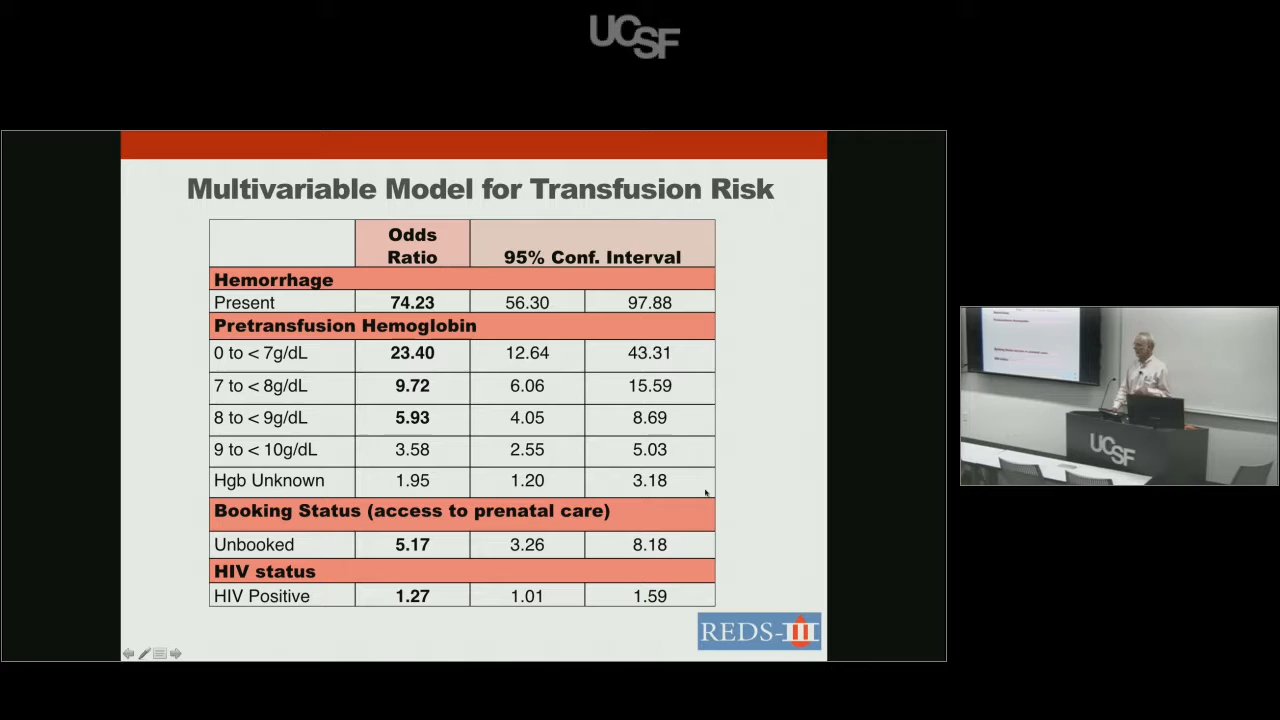 UCSF
Multivariable Model for Transfusion Risk
Odds Ratio 95% Conf. Interval
Hemorrhage
Present 74.23 56.30 97.88
Pretransfusion Hemoglobin
0 to < 7g/dL 23.40 12.64 43.31
7 to < 8g/dL 9.72 6.06 15.59
8 to < 9g/dL 5.93 4.05 8.69
9 to < 10g/dL 3.58 2.55 5.03
Hgb Unknown 1.95 1.20 3.18
Booking Status (access to prenatal care)
Unbooked 5.17 3.26 8.18
HIV status
HIV Positive 1.27 1.01 1.59
REDS-III
UCSF